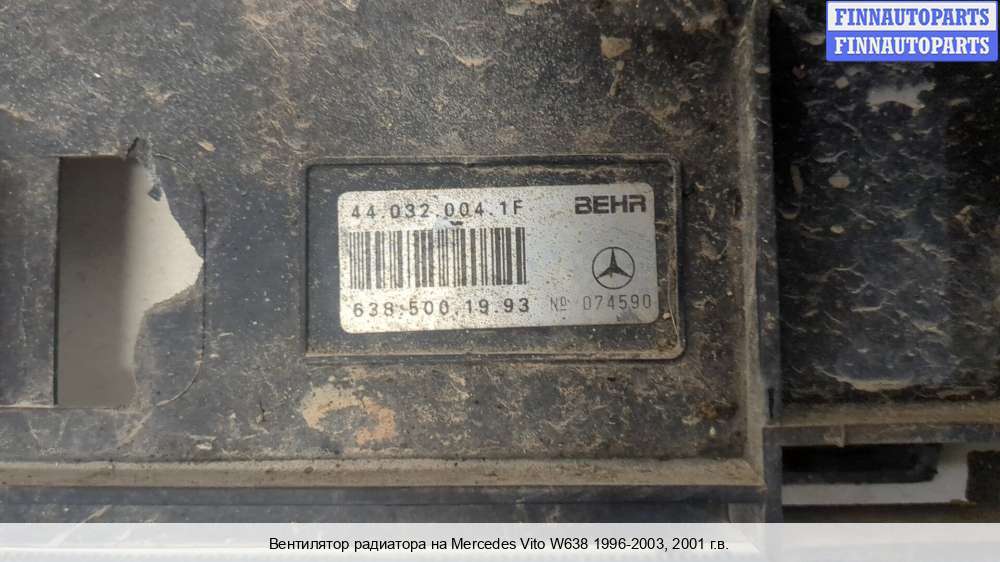 FINNAUTOPARTS
FINNAUTOPARTS
44.032.004.1F BEHR
638.500.19.93 № 074590
Вентилятор радиатора на Mercedes Vito W638 1996-2003, 2001 г.в.